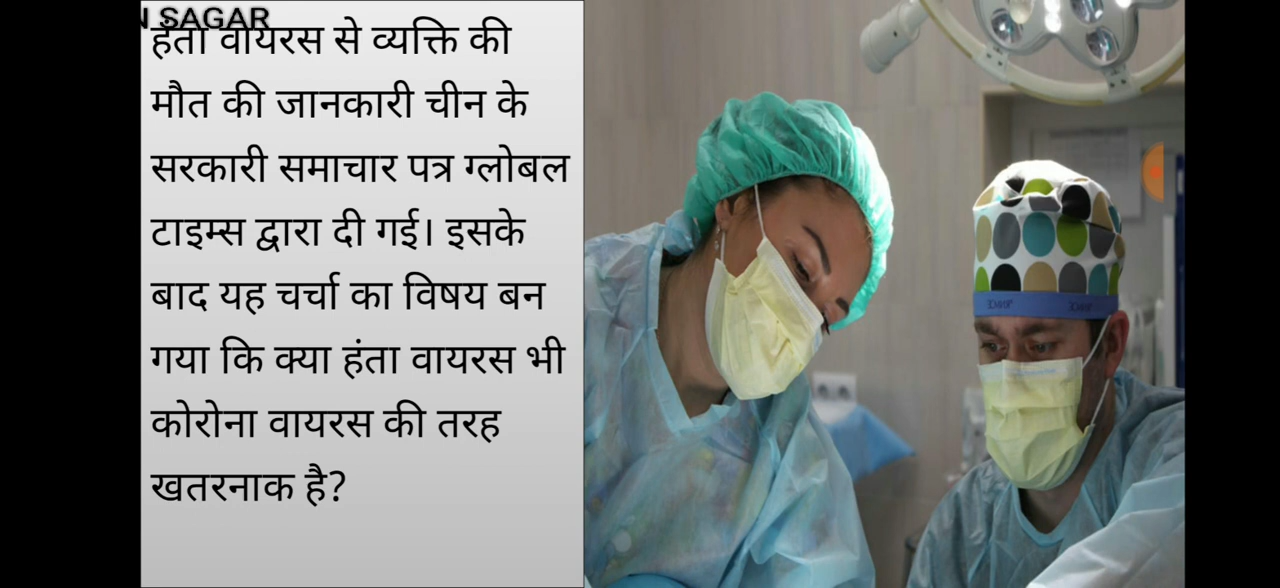 N SAGAR
हंता वायरस से व्यक्ति की
मौत की जानकारी चीन के
सरकारी समाचार पत्र ग्लोबल
टाइम्स द्वारा दी गई। इसके
बाद यह चर्चा का विषय बन
गया कि क्या हंता वायरस भी
कोरोना वायरस की तरह
खतरनाक है?